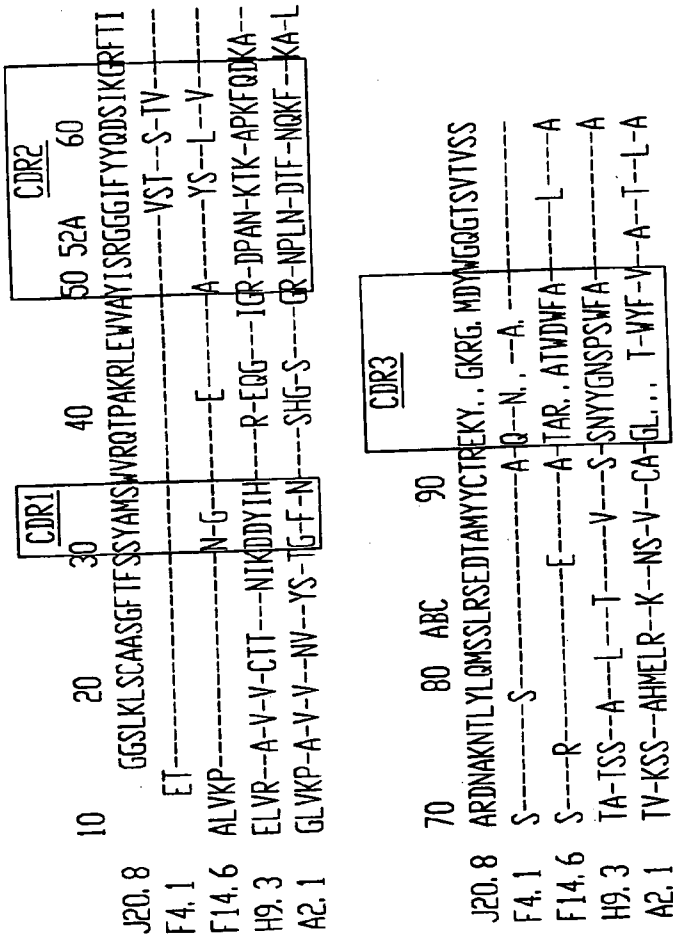 CDR1 CDR2
10 20 30 40 50 52A 60
J20.8 GGSLKLSCAASGFTFSSYAMSWVRQTPAKRLEWVAYISRGGGTFYYQDSIKGRFTI
F4.1 ET-----------------------------------------VST--S-TV------
F14.6 ALVKP-----------------N-G---------E-------A------YS--L--V-----
H9.3 ELVR--A-V-V-CTT---NIKDDYIH----R-EQG---IGR-DPAN-KTK-APKFQDKA--
A2.1 GLVKP-A-V-V--NV--YS-TG-F-N-----SHG-S----GR-NPLN-DTF-NQKF--KA-L
CDR3
70 80 ABC 90
J20.8 ARDNAKNTLYLQMSSLRSEDTAMYYCTREKY..GKRG.MDYWGQGTSVTVSS
F4.1 S---------S----------------A-Q--N..--A.-----------
F14.6 S----R--------------E-------A-TAR..ATWDWFA-------L---A
H9.3 TA-TSS--A---L---T-----V---S-SNYYGNSPSWFA-----------A
A2.1 TV-KSS--AHMELR--K--NS-V--CA-GL...T-WYF-V---A--T-L-A